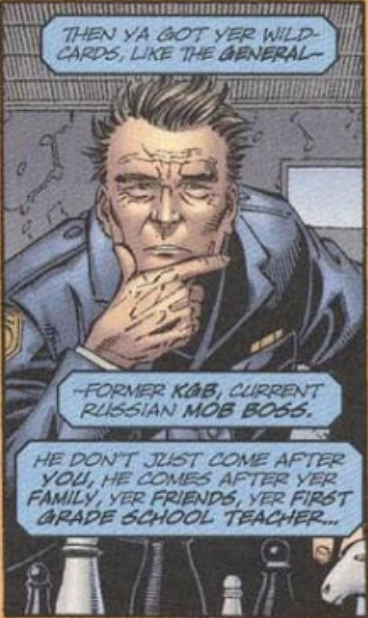 THEN YA GOT YER WILD-
CARDS, LIKE THE GENERAL~
~FORMER KGB, CURRENT
RUSSIAN MOB BOSS.
HE DON'T JUST COME AFTER
YOU, HE COMES AFTER YER
FAMILY, YER FRIENDS, YER FIRST
GRADE SCHOOL TEACHER...